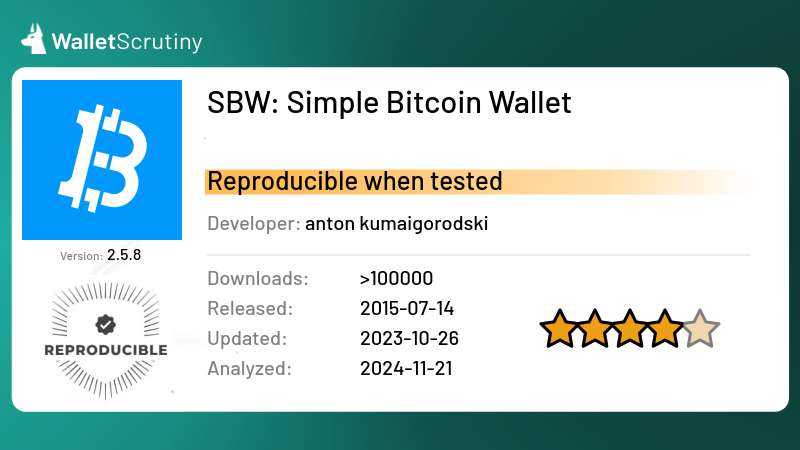 WalletScrutiny
SBW: Simple Bitcoin Wallet
Reproducible when tested
Developer: anton kumaigorodski
Version: 2.5.8
REPRODUCIBLE
Downloads: >100000
Released: 2015-07-14
Updated: 2023-10-26
Analyzed: 2024-11-21